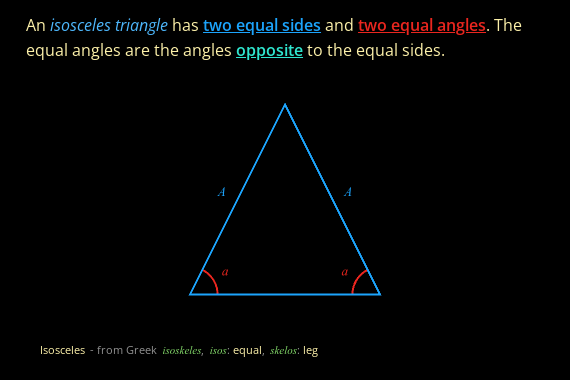 An isosceles triangle has two equal sides and two equal angles. The
equal angles are the angles opposite to the equal sides.
A A
a a
Isosceles - from Greek isoskeles, isos: equal, skelos: leg